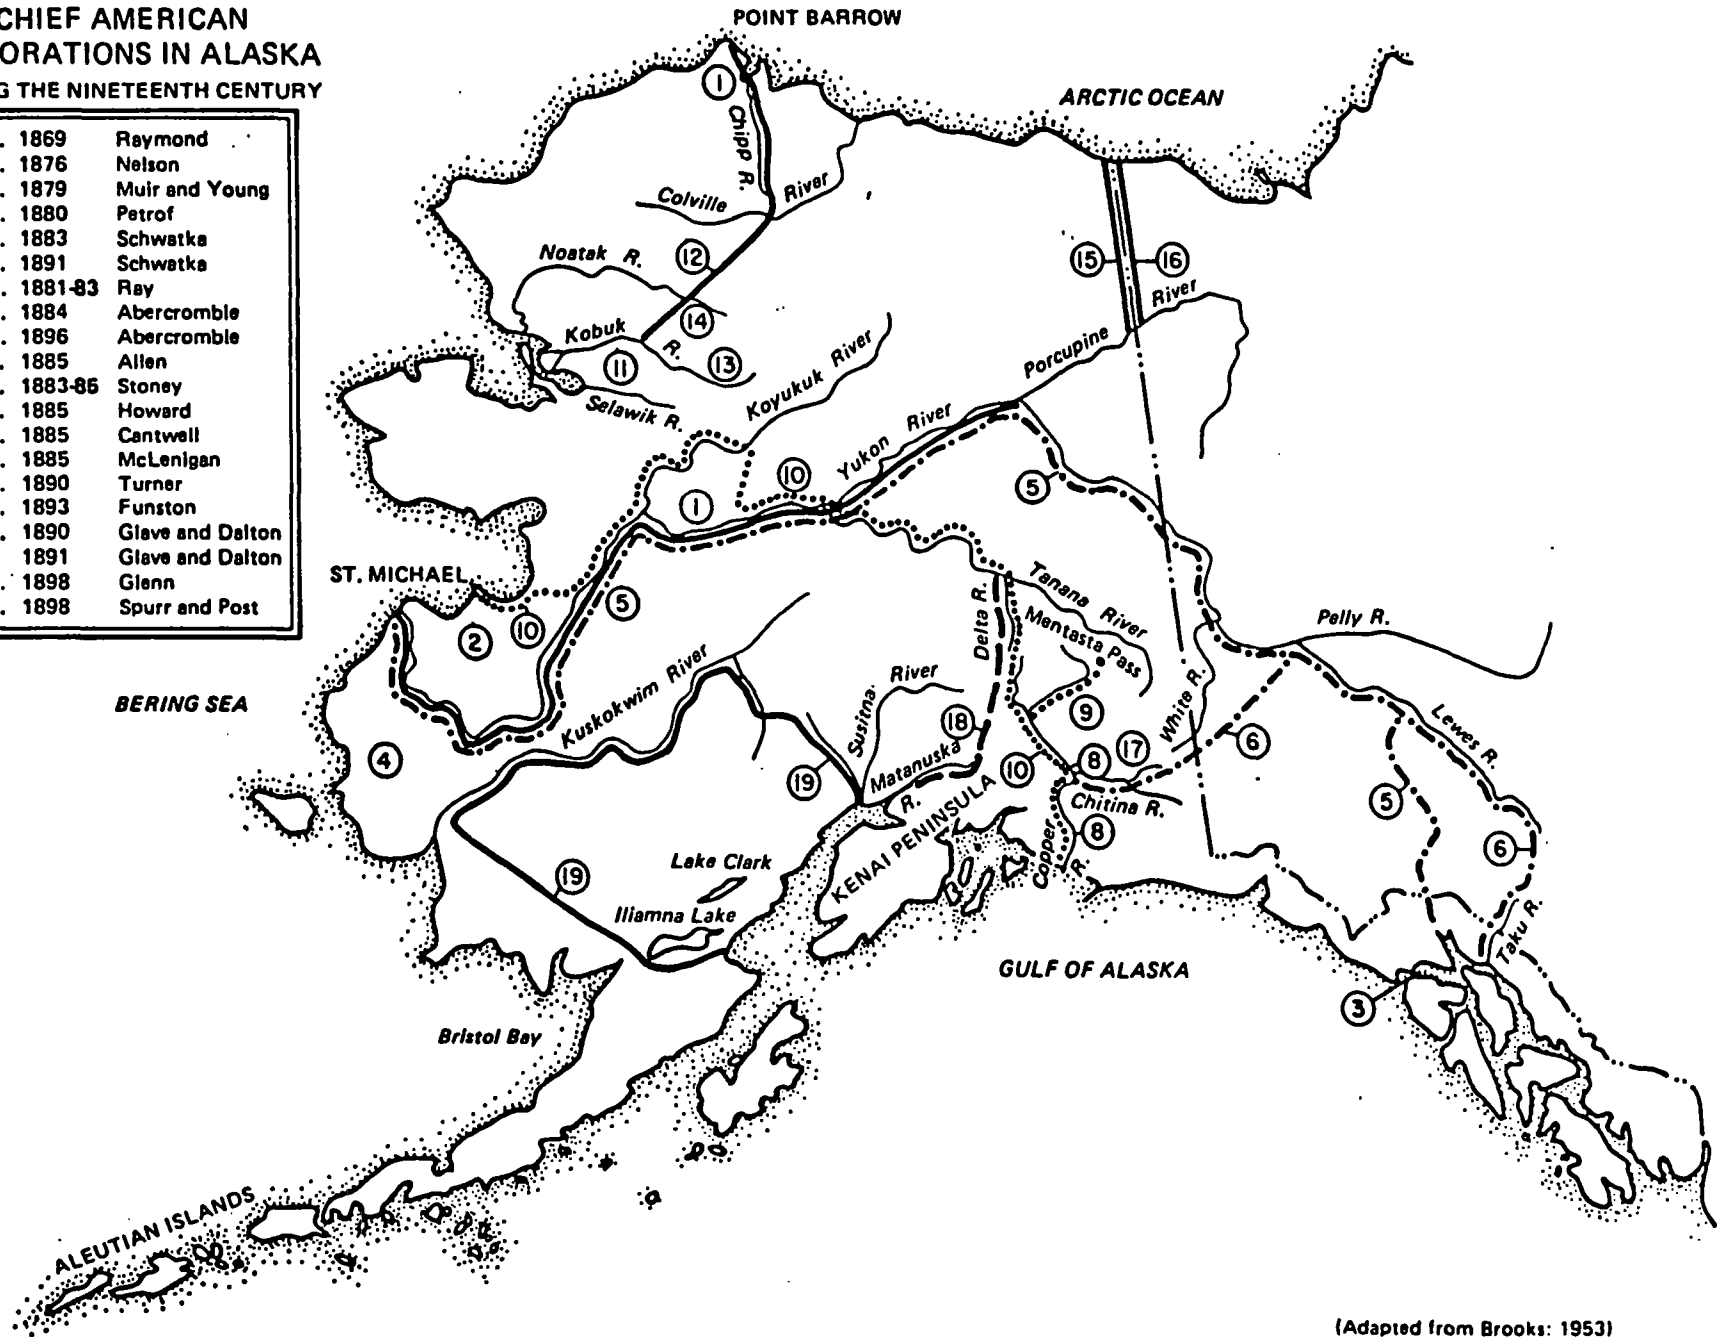 CHIEF AMERICAN
ORATIONS IN ALASKA
G THE NINETEENTH CENTURY
. 1869 Raymond
. 1876 Nelson
. 1879 Muir and Young
. 1880 Petrof
. 1883 Schwatka
. 1891 Schwatka
. 1881-83 Ray
. 1884 Abercrombie
. 1896 Abercrombie
. 1885 Allen
. 1883-85 Stoney
. 1885 Howard
. 1885 Cantwell
. 1885 McLenigan
. 1890 Turner
. 1893 Funston
. 1890 Glave and Dalton
1891 Glave and Dalton
. 1898 Glenn
. 1898 Spurr and Post
POINT BARROW
ARCTIC OCEAN
1
Chipp R.
Colville River
Noatak R.
12
15
16
14
Kobuk R.
11
13
Selawik R.
Koyukuk River
Porcupine River
Yukon River
10
1
5
ST. MICHAEL
2
10
5
Delta R.
Tanana River
Mentasta Pass
Pelly R.
BERING SEA
Kuskokwim River
Susitna River
4
18
9
White R.
Lewes R.
6
19
Matanuska R.
10
8
17
Chitina R.
5
8
6
KENAI PENINSULA
Copper R.
19
Lake Clark
Iliamna Lake
Taku R.
GULF OF ALASKA
3
Bristol Bay
ALEUTIAN ISLANDS
(Adapted from Brooks: 1953)